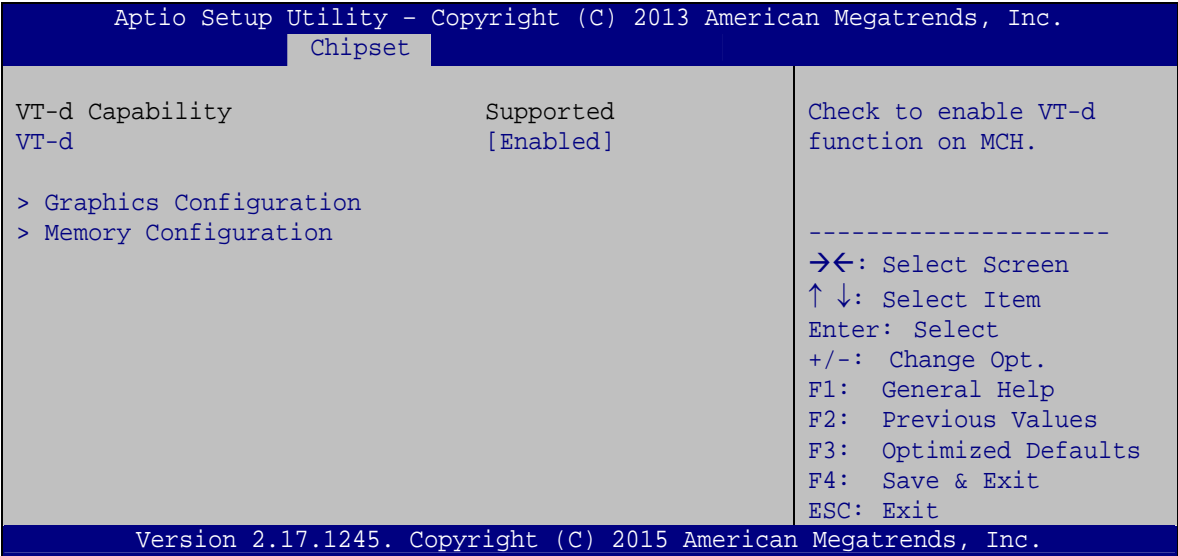 Aptio Setup Utility – Copyright (C) 2013 American Megatrends, Inc.
Chipset
VT-d Capability Supported
VT-d [Enabled]
> Graphics Configuration
> Memory Configuration
Check to enable VT-d
function on MCH.
---------------------
→←: Select Screen
↑ ↓: Select Item
Enter: Select
+/-: Change Opt.
F1: General Help
F2: Previous Values
F3: Optimized Defaults
F4: Save & Exit
ESC: Exit
Version 2.17.1245. Copyright (C) 2015 American Megatrends, Inc.